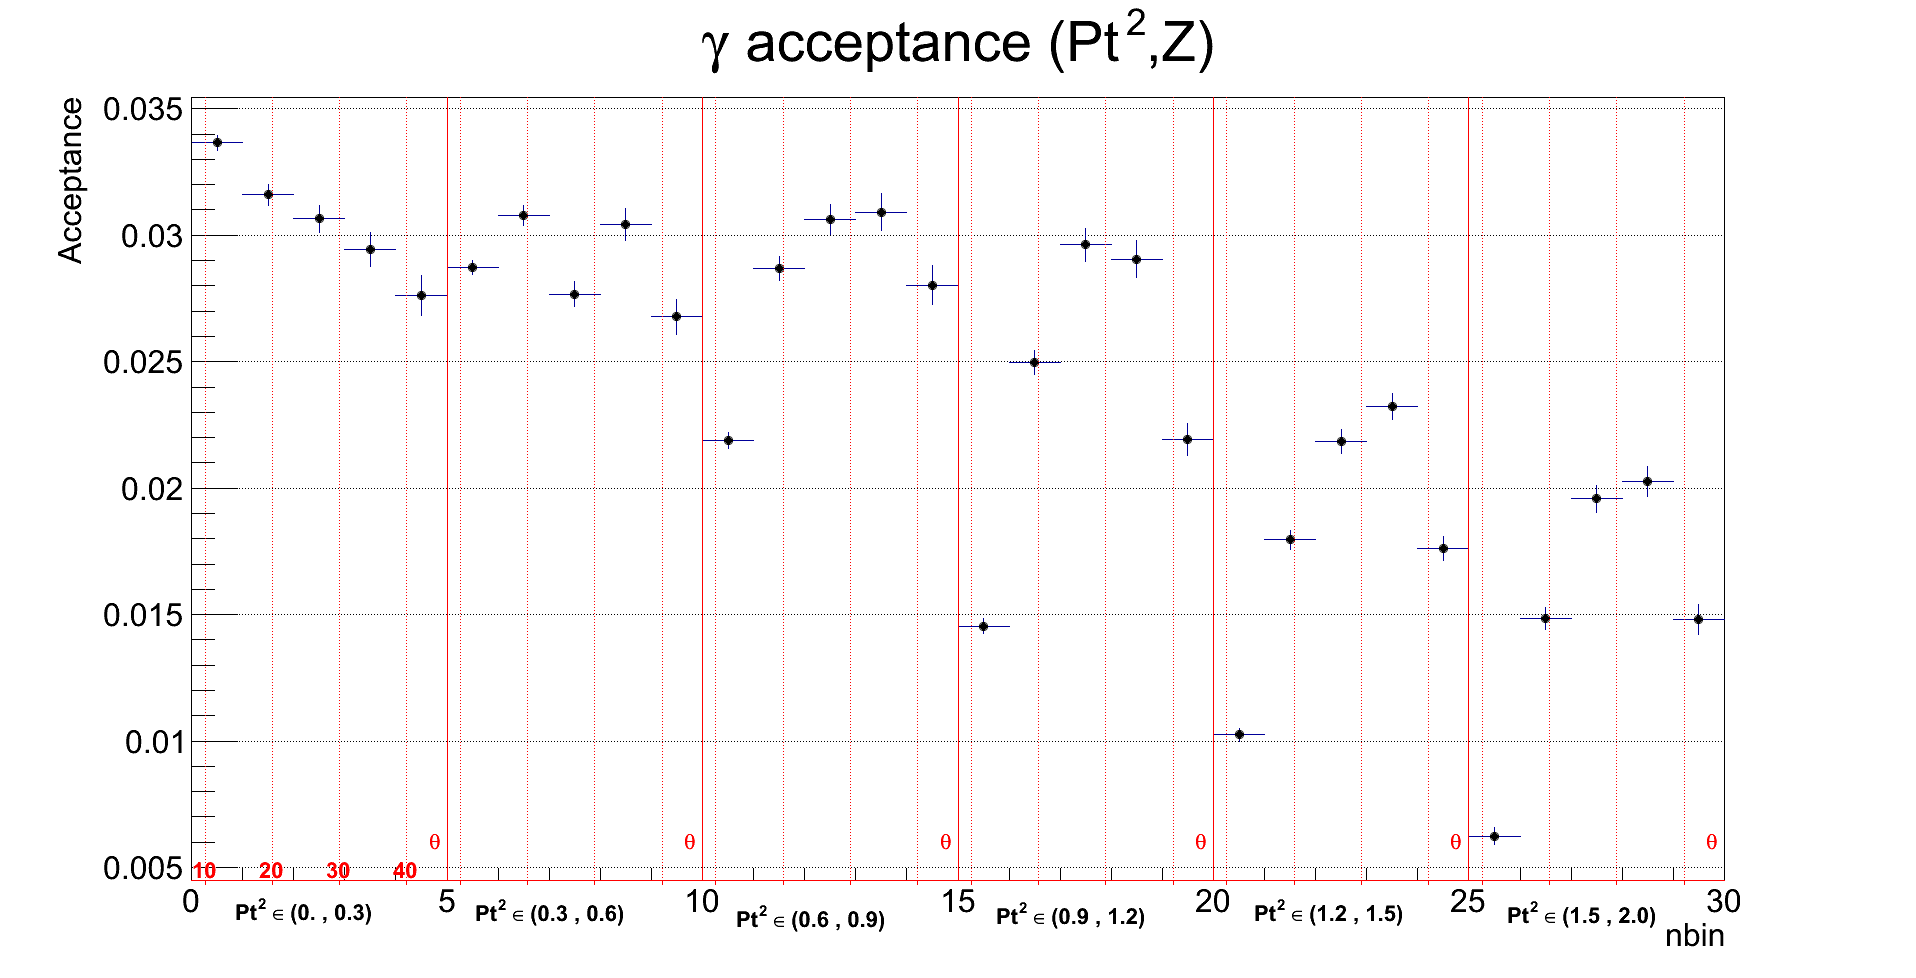 γ acceptance (Pt²,Z)
Acceptance
0.035
0.03
0.025
0.02
0.015
0.01
0.005
θ θ θ θ θ θ
10 20 30 40
0 5 10 15 20 25 30
Pt² ∈ (0. , 0.3) Pt² ∈ (0.3 , 0.6) Pt² ∈ (0.6 , 0.9) Pt² ∈ (0.9 , 1.2) Pt² ∈ (1.2 , 1.5) Pt² ∈ (1.5 , 2.0)
nbin